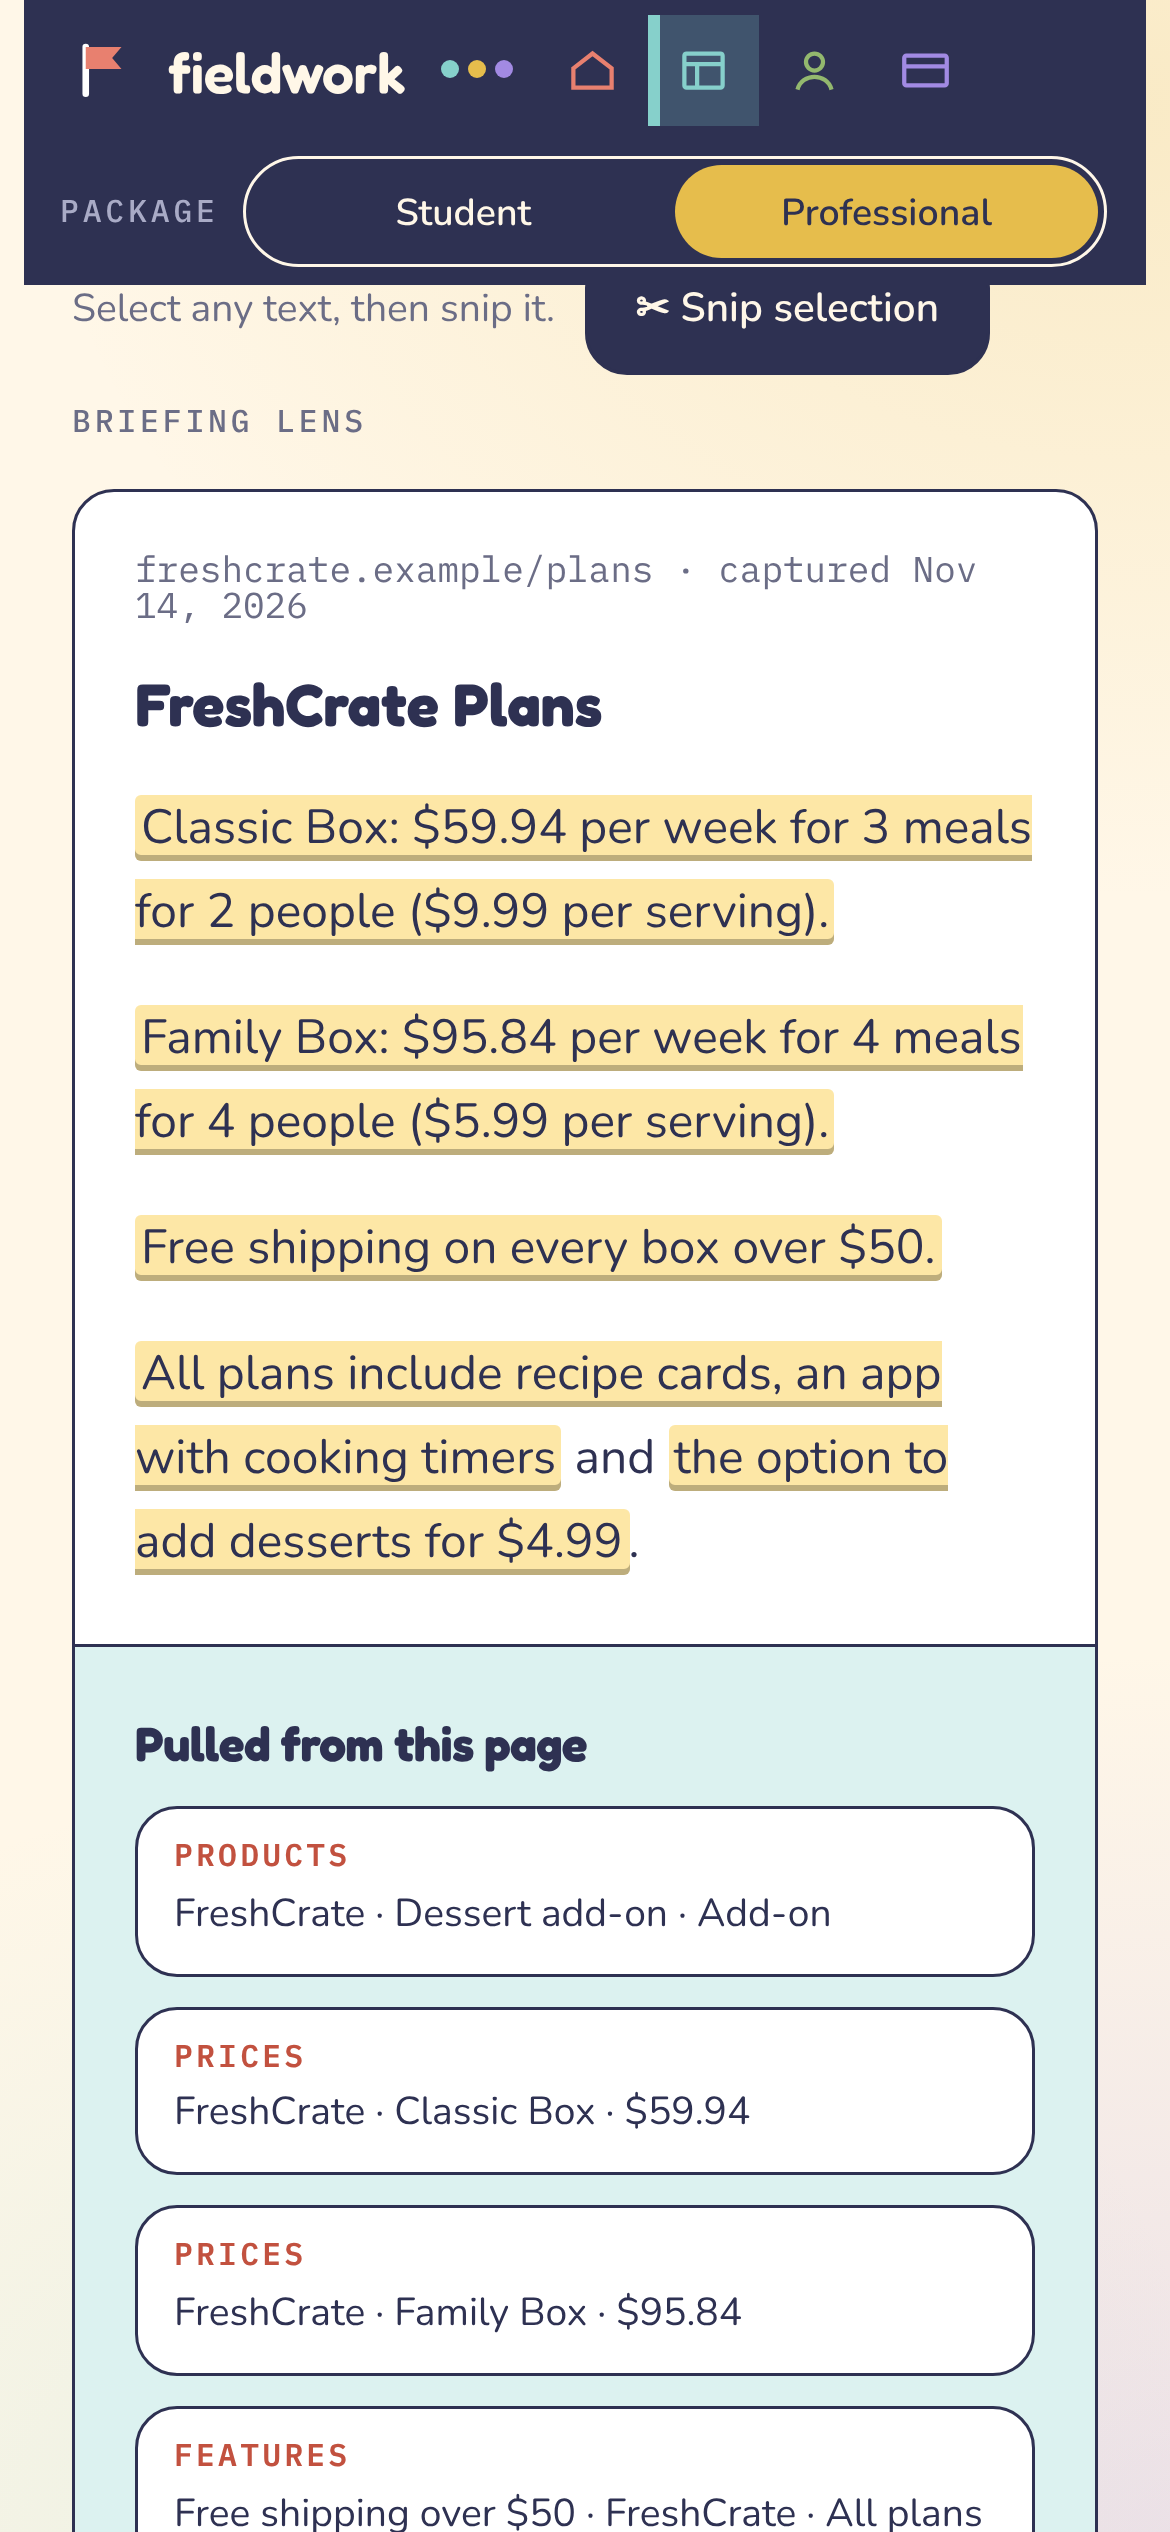 fieldwork
PACKAGE
Student
Professional
Select any text, then snip it.
✂ Snip selection
BRIEFING LENS
freshcrate.example/plans · captured Nov
14, 2026
FreshCrate Plans
Classic Box: $59.94 per week for 3 meals
for 2 people ($9.99 per serving).
Family Box: $95.84 per week for 4 meals
for 4 people ($5.99 per serving).
Free shipping on every box over $50.
All plans include recipe cards, an app
with cooking timers and the option to
add desserts for $4.99.
Pulled from this page
PRODUCTS
FreshCrate · Dessert add-on · Add-on
PRICES
FreshCrate · Classic Box · $59.94
PRICES
FreshCrate · Family Box · $95.84
FEATURES
Free shipping over $50 · FreshCrate · All plans